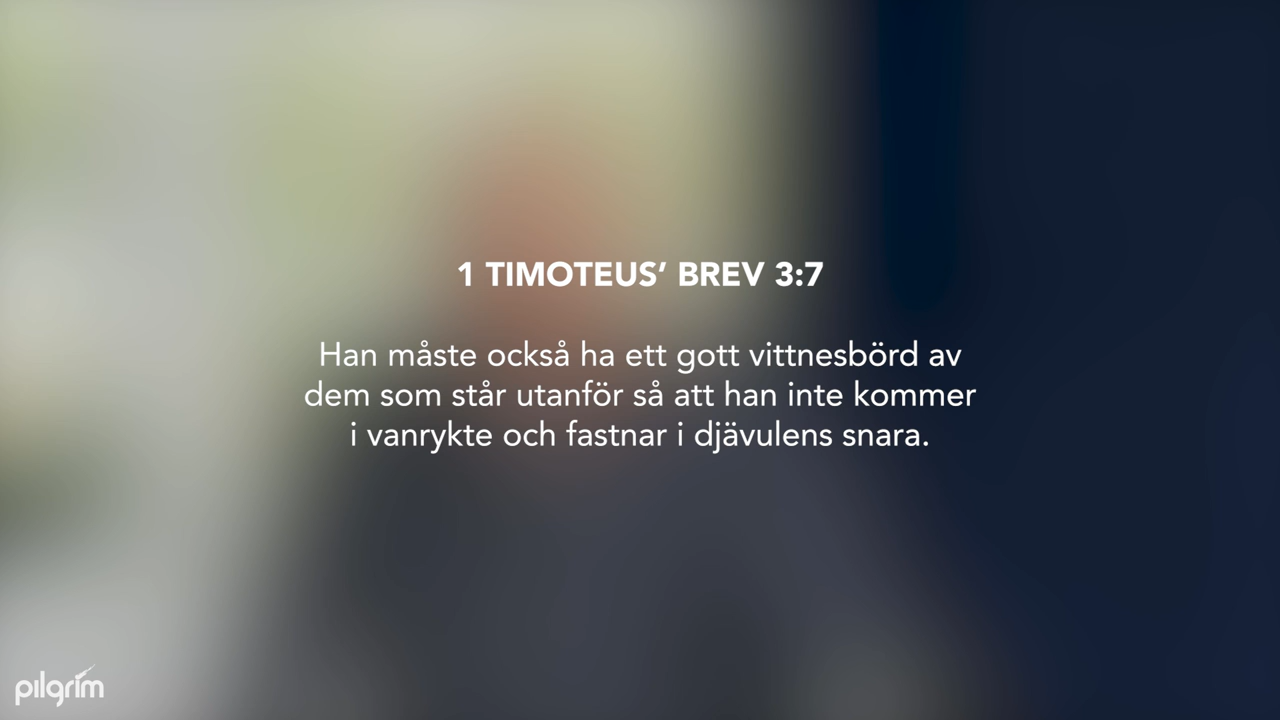 1 TIMOTEUS’ BREV 3:7
Han måste också ha ett gott vittnesbörd av
dem som står utanför så att han inte kommer
i vanrykte och fastnar i djävulens snara.
pilgrim